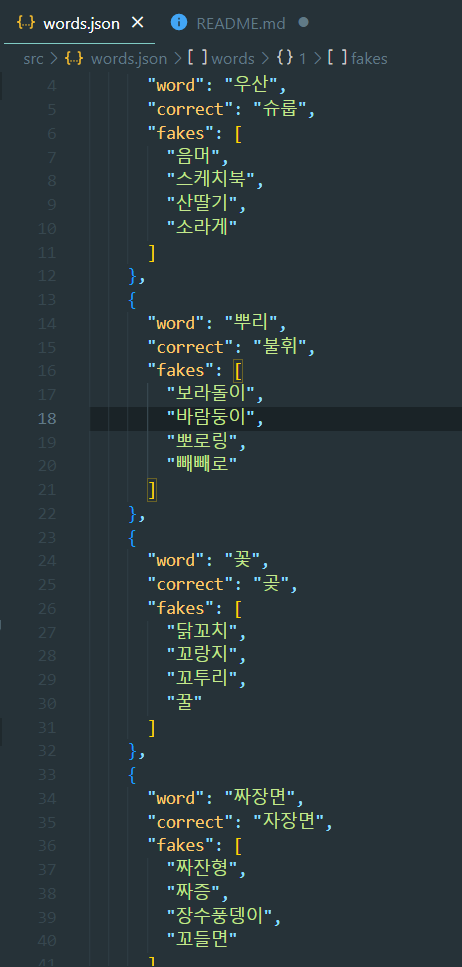 words.json
README.md
src > words.json > [ ] words > {} 1 > [ ] fakes
4 "word": "우산",
5 "correct": "슈룹",
6 "fakes": [
7 "음머",
8 "스케치북",
9 "산딸기",
10 "소라게"
11 ]
12 },
13 {
14 "word": "뿌리",
15 "correct": "불휘",
16 "fakes": [
17 "보라돌이",
18 "바람둥이",
19 "뽀로링",
20 "빼빼로"
21 ]
22 },
23 {
24 "word": "꽃",
25 "correct": "곶",
26 "fakes": [
27 "닭꼬치",
28 "꼬랑지",
29 "꼬투리",
30 "꿀"
31 ]
32 },
33 {
34 "word": "짜장면",
35 "correct": "자장면",
36 "fakes": [
37 "짜잔형",
38 "짜증",
39 "장수풍뎅이",
40 "꼬들면"
41 ]